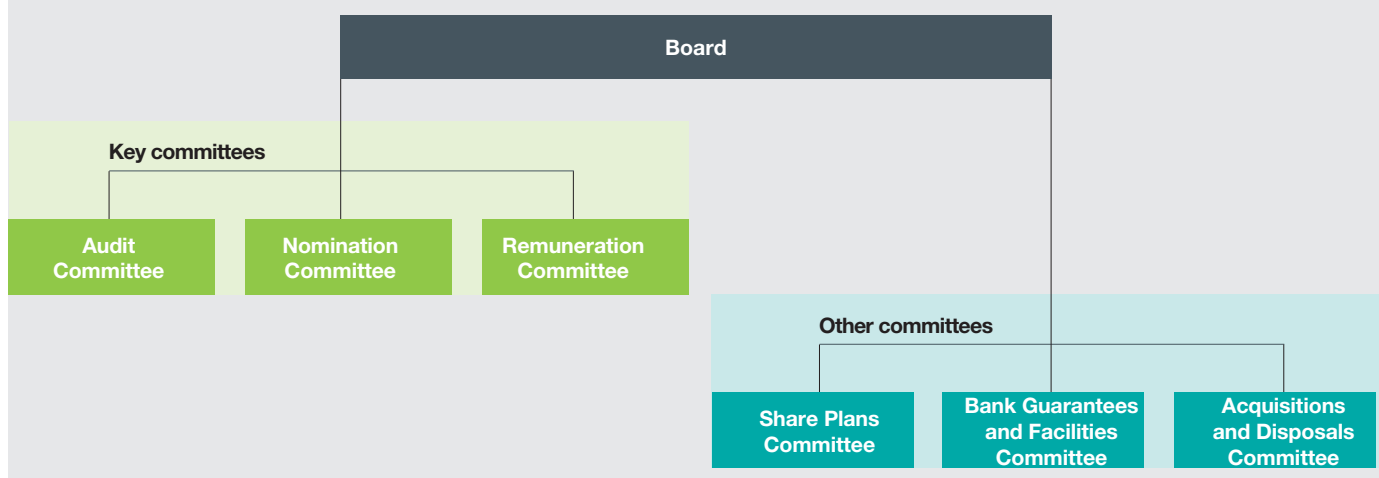 Board
Key committees
Audit
Committee
Nomination
Committee
Remuneration
Committee
Other committees
Share Plans
Committee
Bank Guarantees
and Facilities
Committee
Acquisitions
and Disposals
Committee